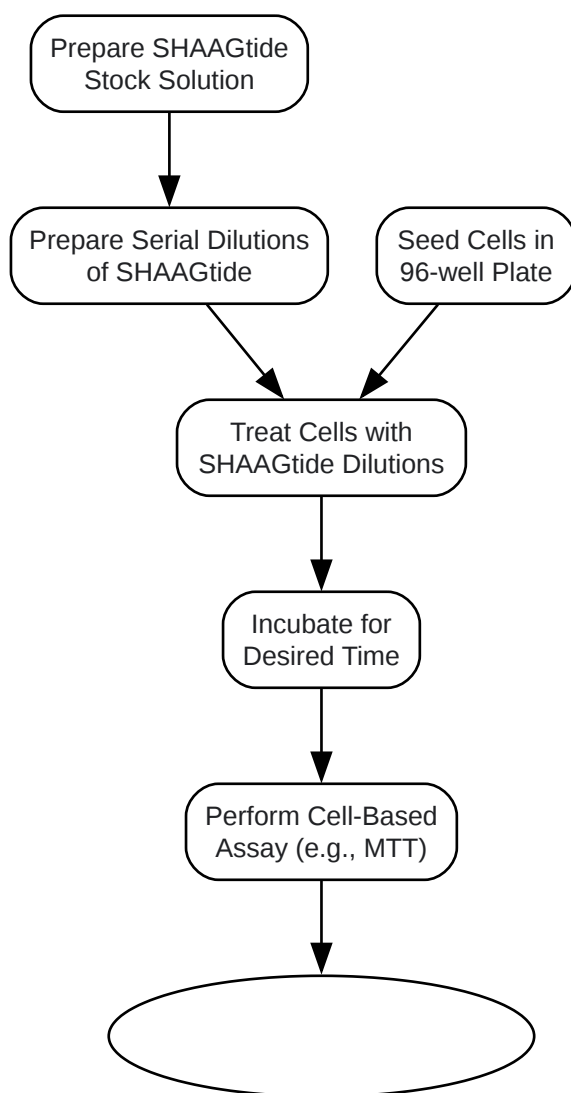 Prepare SHAAGtide
Stock Solution
Prepare Serial Dilutions
of SHAAGtide
Seed Cells in
96-well Plate
Treat Cells with
SHAAGtide Dilutions
Incubate for
Desired Time
Perform Cell-Based
Assay (e.g., MTT)